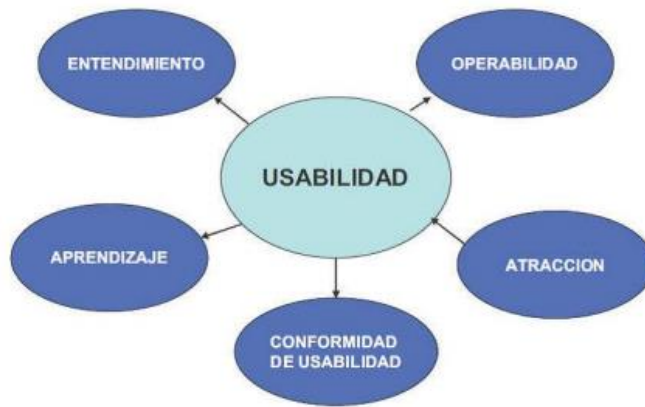 ENTENDIMIENTO
OPERABILIDAD
USABILIDAD
APRENDIZAJE
ATRACCION
CONFORMIDAD
DE USABILIDAD